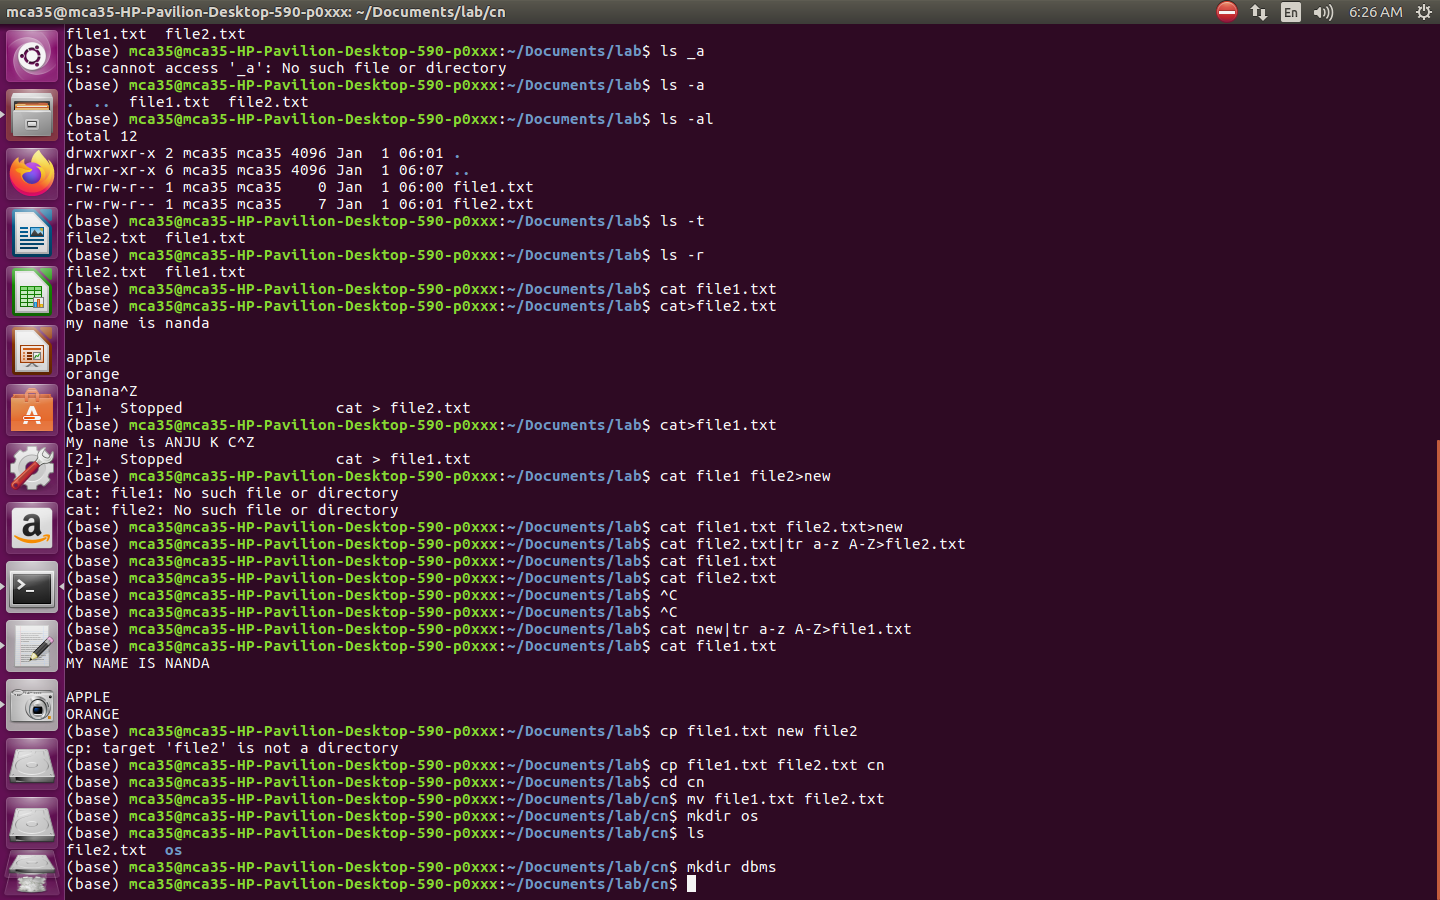 mca35@mca35-HP-Pavilion-Desktop-590-p0xxx: ~/Documents/lab/cn
En
6:26 AM
file1.txt  file2.txt
(base) mca35@mca35-HP-Pavilion-Desktop-590-p0xxx:~/Documents/lab$ ls _a
ls: cannot access '_a': No such file or directory
(base) mca35@mca35-HP-Pavilion-Desktop-590-p0xxx:~/Documents/lab$ ls -a
.  ..  file1.txt  file2.txt
(base) mca35@mca35-HP-Pavilion-Desktop-590-p0xxx:~/Documents/lab$ ls -al
total 12
drwxrwxr-x 2 mca35 mca35 4096 Jan  1 06:01 .
drwxr-xr-x 6 mca35 mca35 4096 Jan  1 06:07 ..
-rw-rw-r-- 1 mca35 mca35    0 Jan  1 06:00 file1.txt
-rw-rw-r-- 1 mca35 mca35    7 Jan  1 06:01 file2.txt
(base) mca35@mca35-HP-Pavilion-Desktop-590-p0xxx:~/Documents/lab$ ls -t
file2.txt  file1.txt
(base) mca35@mca35-HP-Pavilion-Desktop-590-p0xxx:~/Documents/lab$ ls -r
file2.txt  file1.txt
(base) mca35@mca35-HP-Pavilion-Desktop-590-p0xxx:~/Documents/lab$ cat file1.txt
(base) mca35@mca35-HP-Pavilion-Desktop-590-p0xxx:~/Documents/lab$ cat>file2.txt
my name is nanda

apple
orange
banana^Z
[1]+  Stopped                 cat > file2.txt
(base) mca35@mca35-HP-Pavilion-Desktop-590-p0xxx:~/Documents/lab$ cat>file1.txt
My name is ANJU K C^Z
[2]+  Stopped                 cat > file1.txt
(base) mca35@mca35-HP-Pavilion-Desktop-590-p0xxx:~/Documents/lab$ cat file1 file2>new
cat: file1: No such file or directory
cat: file2: No such file or directory
(base) mca35@mca35-HP-Pavilion-Desktop-590-p0xxx:~/Documents/lab$ cat file1.txt file2.txt>new
(base) mca35@mca35-HP-Pavilion-Desktop-590-p0xxx:~/Documents/lab$ cat file2.txt|tr a-z A-Z>file2.txt
(base) mca35@mca35-HP-Pavilion-Desktop-590-p0xxx:~/Documents/lab$ cat file1.txt
(base) mca35@mca35-HP-Pavilion-Desktop-590-p0xxx:~/Documents/lab$ cat file2.txt
(base) mca35@mca35-HP-Pavilion-Desktop-590-p0xxx:~/Documents/lab$ ^C
(base) mca35@mca35-HP-Pavilion-Desktop-590-p0xxx:~/Documents/lab$ ^C
(base) mca35@mca35-HP-Pavilion-Desktop-590-p0xxx:~/Documents/lab$ cat new|tr a-z A-Z>file1.txt
(base) mca35@mca35-HP-Pavilion-Desktop-590-p0xxx:~/Documents/lab$ cat file1.txt
MY NAME IS NANDA

APPLE
ORANGE
(base) mca35@mca35-HP-Pavilion-Desktop-590-p0xxx:~/Documents/lab$ cp file1.txt new file2
cp: target 'file2' is not a directory
(base) mca35@mca35-HP-Pavilion-Desktop-590-p0xxx:~/Documents/lab$ cp file1.txt file2.txt cn
(base) mca35@mca35-HP-Pavilion-Desktop-590-p0xxx:~/Documents/lab$ cd cn
(base) mca35@mca35-HP-Pavilion-Desktop-590-p0xxx:~/Documents/lab/cn$ mv file1.txt file2.txt
(base) mca35@mca35-HP-Pavilion-Desktop-590-p0xxx:~/Documents/lab/cn$ mkdir os
(base) mca35@mca35-HP-Pavilion-Desktop-590-p0xxx:~/Documents/lab/cn$ ls
file2.txt  os
(base) mca35@mca35-HP-Pavilion-Desktop-590-p0xxx:~/Documents/lab/cn$ mkdir dbms
(base) mca35@mca35-HP-Pavilion-Desktop-590-p0xxx:~/Documents/lab/cn$